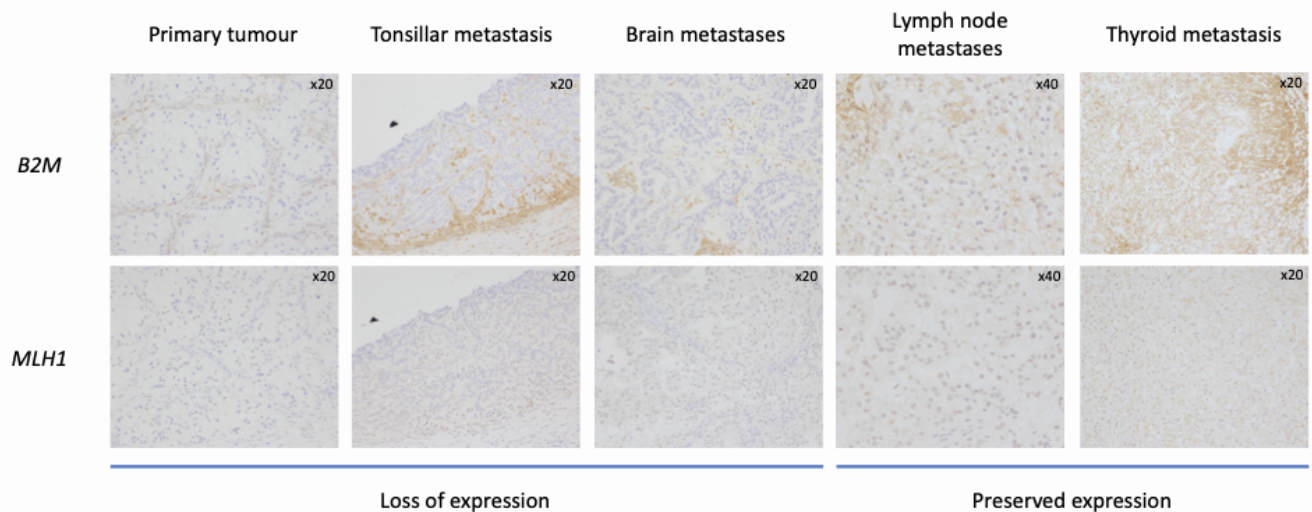 Primary tumour
Tonsillar metastasis
Brain metastases
Lymph node
metastases
Thyroid metastasis
B2M
x20
x20
x20
x40
x20
MLH1
x20
x20
x20
x40
x20
Loss of expression
Preserved expression